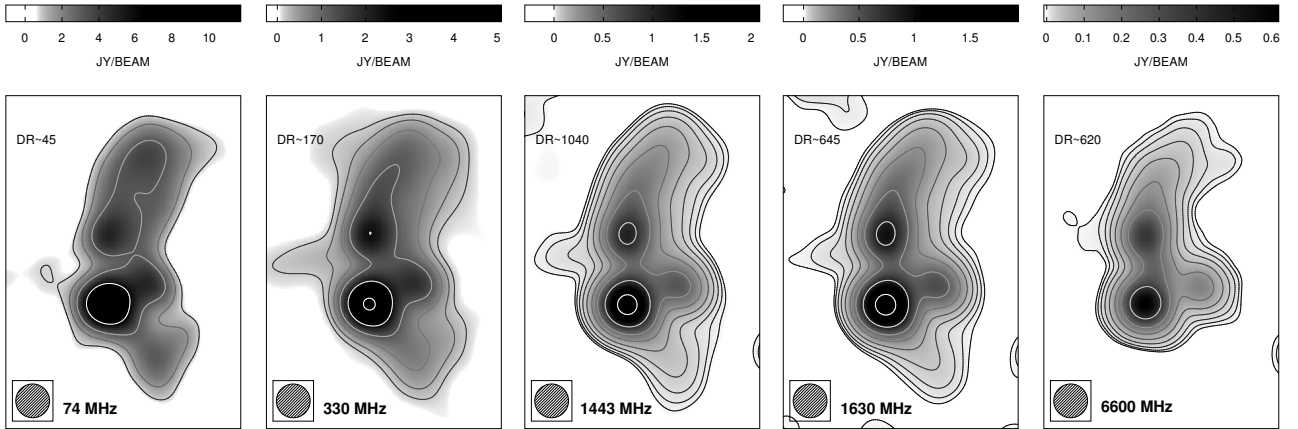 0 2 4 6 8 10
JY/BEAM
DR~45
74 MHz
0 1 2 3 4 5
JY/BEAM
DR~170
330 MHz
0 0.5 1 1.5 2
JY/BEAM
DR~1040
1443 MHz
0 0.5 1 1.5
JY/BEAM
DR~645
1630 MHz
0 0.1 0.2 0.3 0.4 0.5 0.6
JY/BEAM
DR~620
6600 MHz